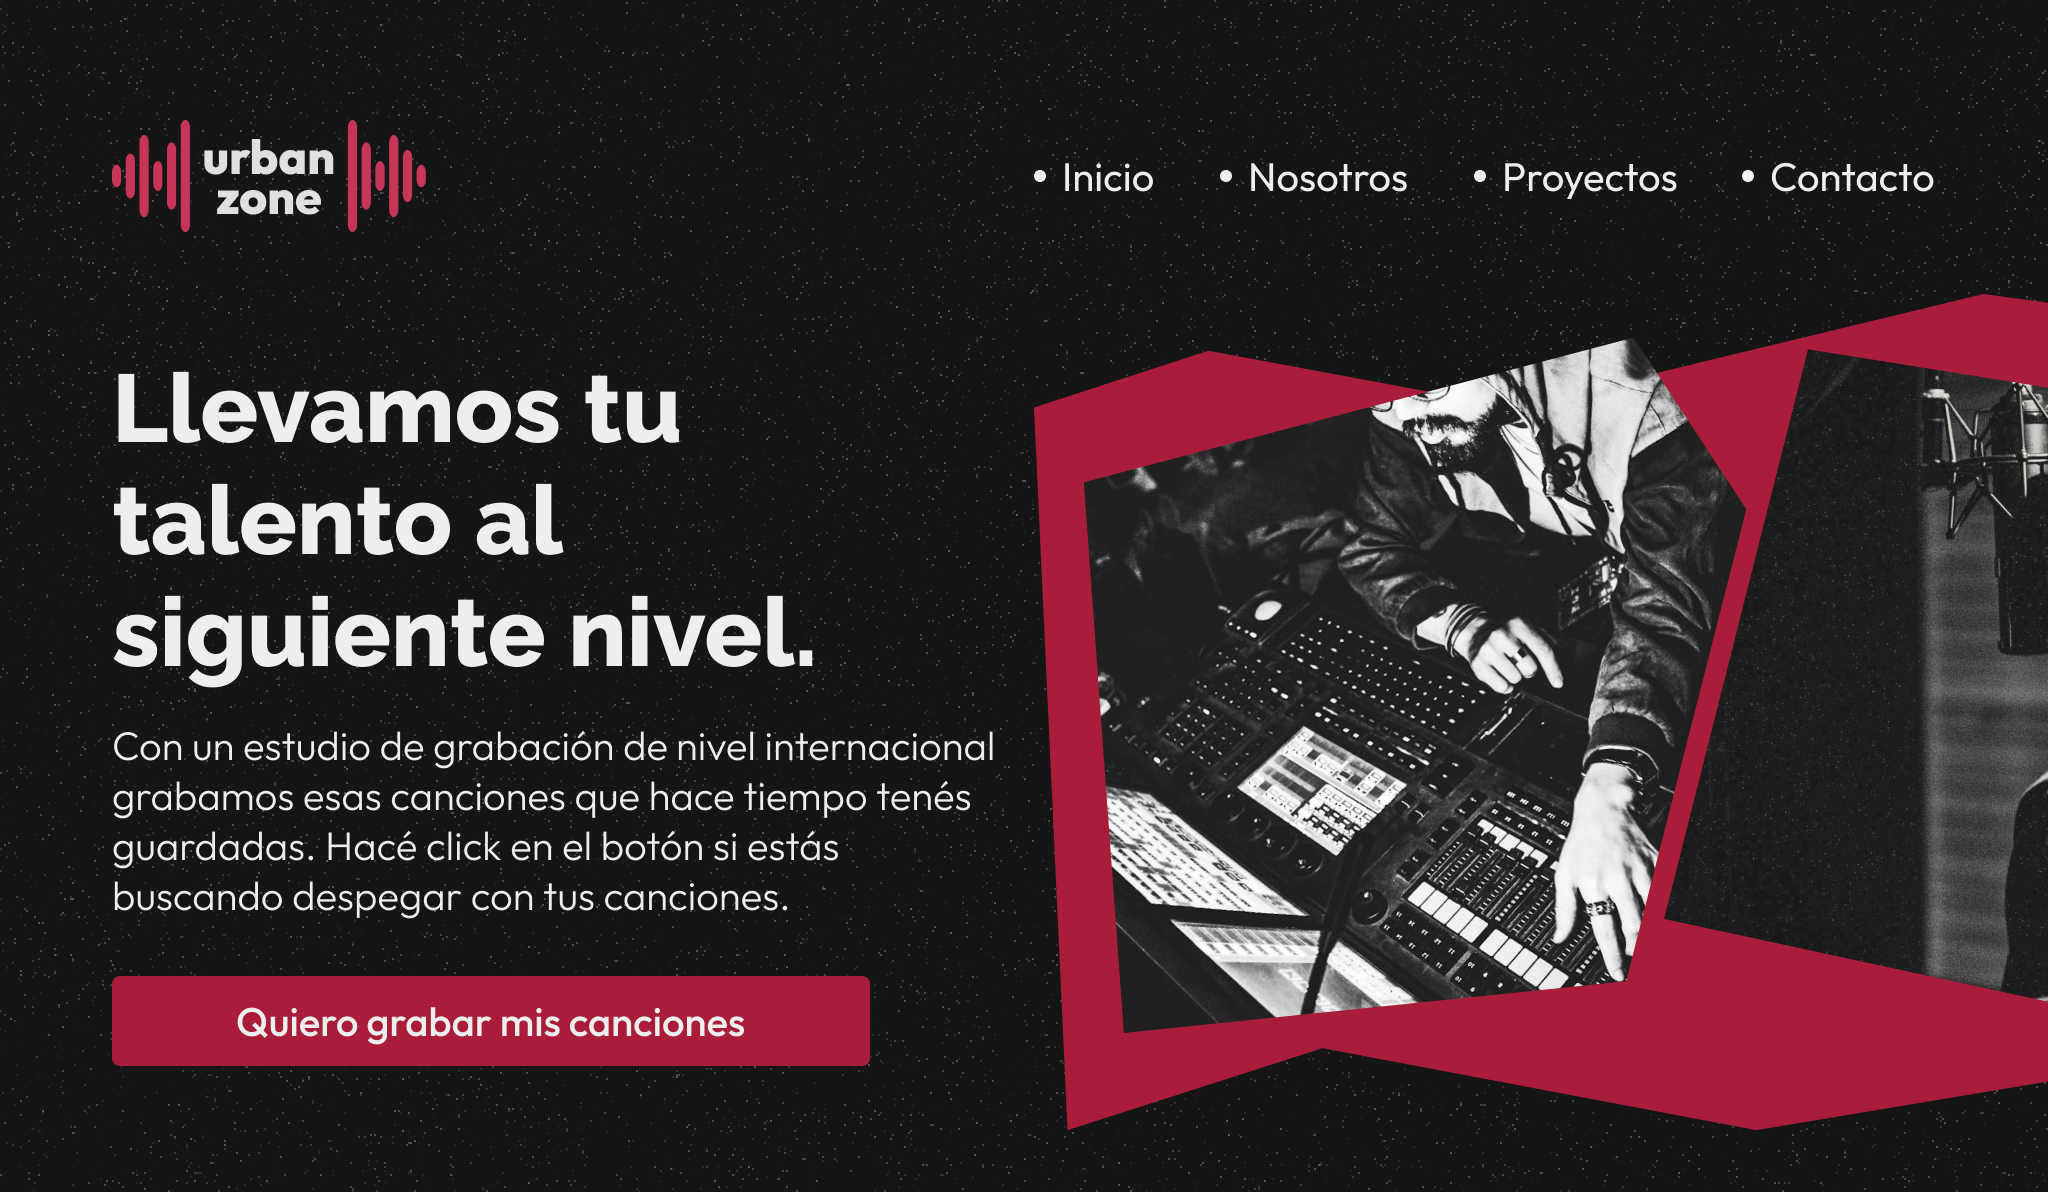 urban
zone
Inicio
Nosotros
Proyectos
Contacto
Llevamos tu
talento al
siguiente nivel.
Con un estudio de grabación de nivel internacional
grabamos esas canciones que hace tiempo tenés
guardadas. Hacé click en el botón si estás
buscando despegar con tus canciones.
Quiero grabar mis canciones